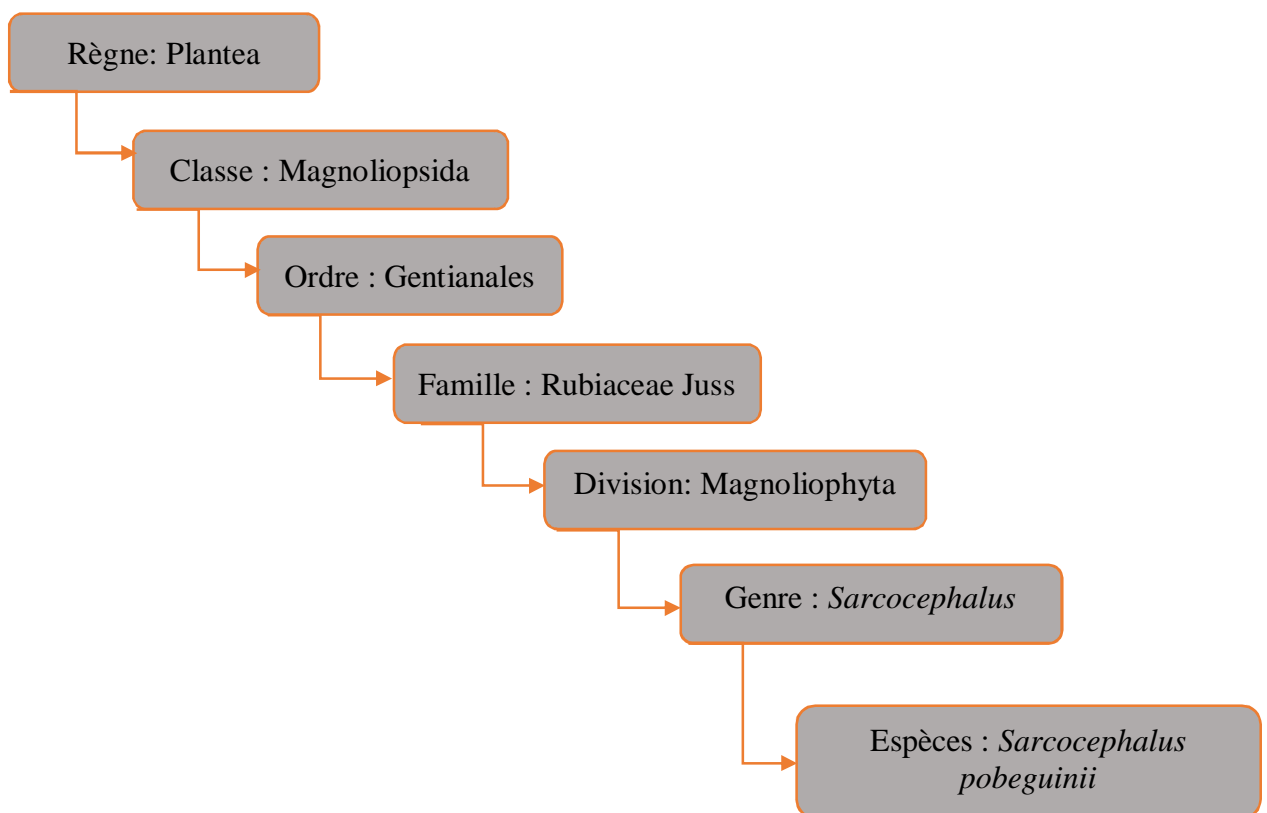 Règne: Plantea
Classe : Magnoliopsida
Ordre : Gentianales
Famille : Rubiaceae Juss
Division: Magnoliophyta
Genre : Sarcocephalus
Espèces : Sarcocephalus
pobeguinii